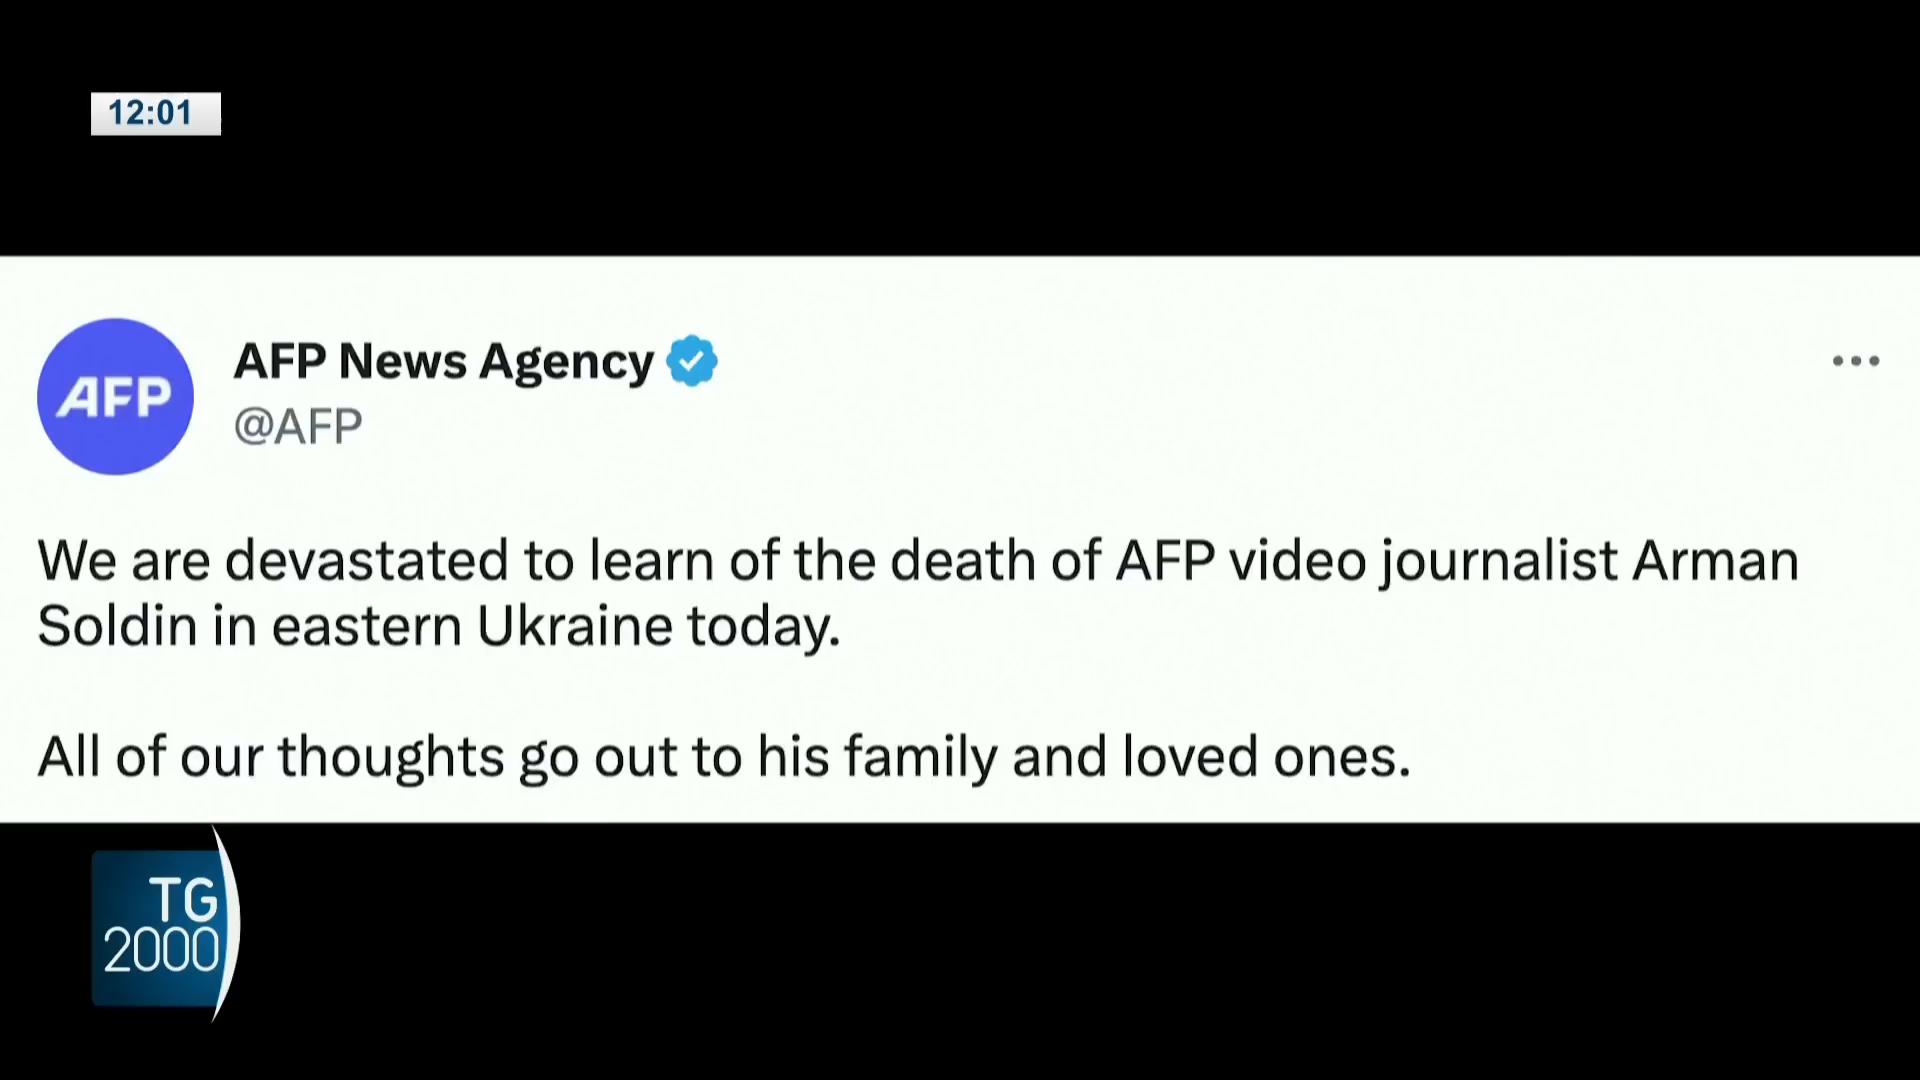 12:01
AFP
AFP News Agency
@AFP
We are devastated to learn of the death of AFP video journalist Arman
Soldin in eastern Ukraine today.
All of our thoughts go out to his family and loved ones.
TG
2000